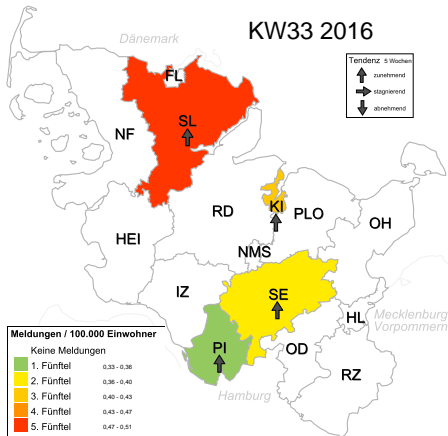 KW33 2016
Dänemark
Tendenz 5 Wochen
zunehmend
stagnierend
abnehmend
FL
SL
NF
KI
RD
PLO
OH
HEI
NMS
IZ
SE
HL
Mecklenburg
Vorpommern
PI
OD
RZ
Hamburg
Meldungen / 100.000 Einwohner
Keine Meldungen
1. Fünftel 0,33 - 0,36
2. Fünftel 0,36 - 0,40
3. Fünftel 0,40 - 0,43
4. Fünftel 0,43 - 0,47
5. Fünftel 0,47 - 0,51